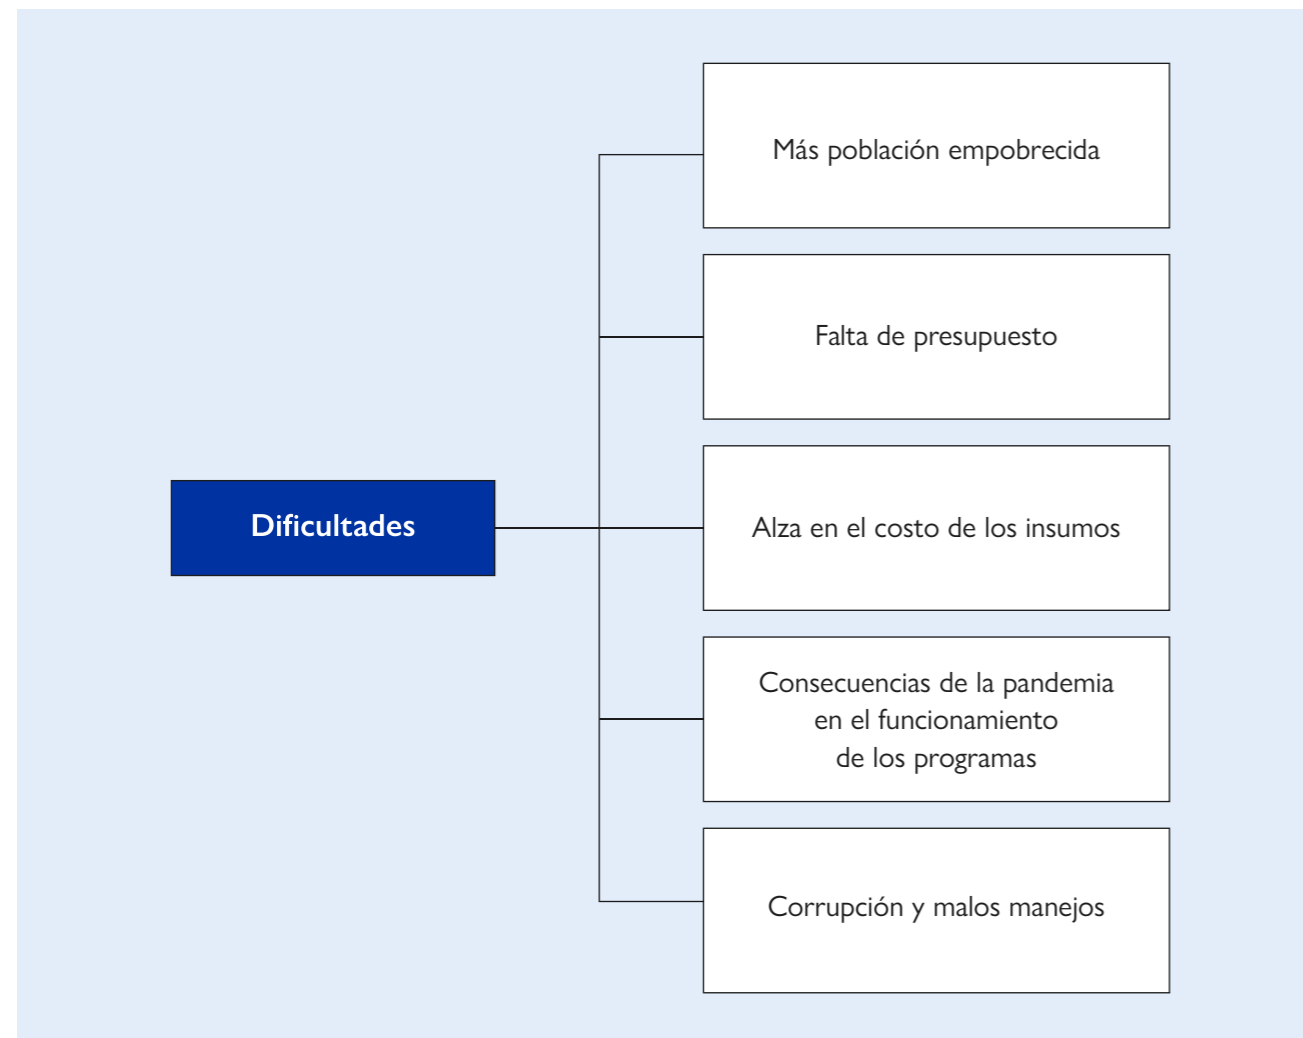 Más población empobrecida
Falta de presupuesto
Dificultades
Alza en el costo de los insumos
Consecuencias de la pandemia
en el funcionamiento
de los programas
Corrupción y malos manejos